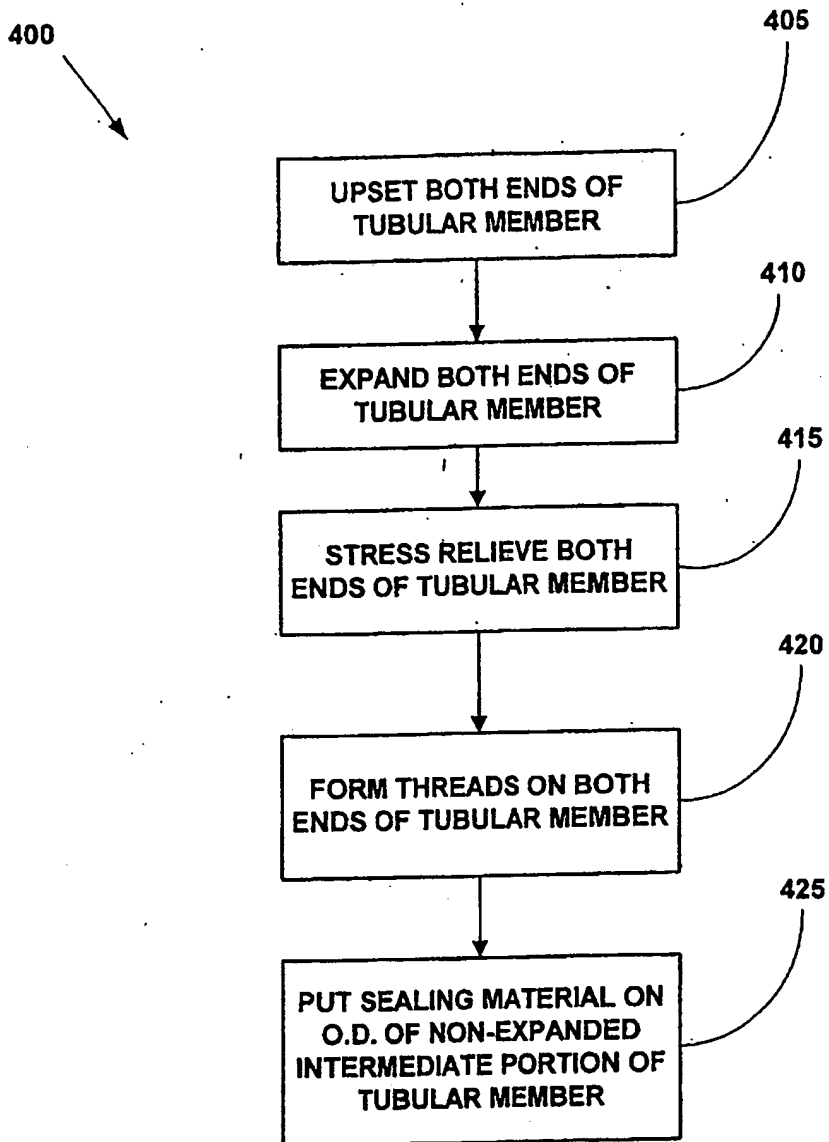 400
405
UPSET BOTH ENDS OF
TUBULAR MEMBER
410
EXPAND BOTH ENDS OF
TUBULAR MEMBER
415
STRESS RELIEVE BOTH
ENDS OF TUBULAR MEMBER
420
FORM THREADS ON BOTH
ENDS OF TUBULAR MEMBER
425
PUT SEALING MATERIAL ON
O.D. OF NON-EXPANDED
INTERMEDIATE PORTION OF
TUBULAR MEMBER